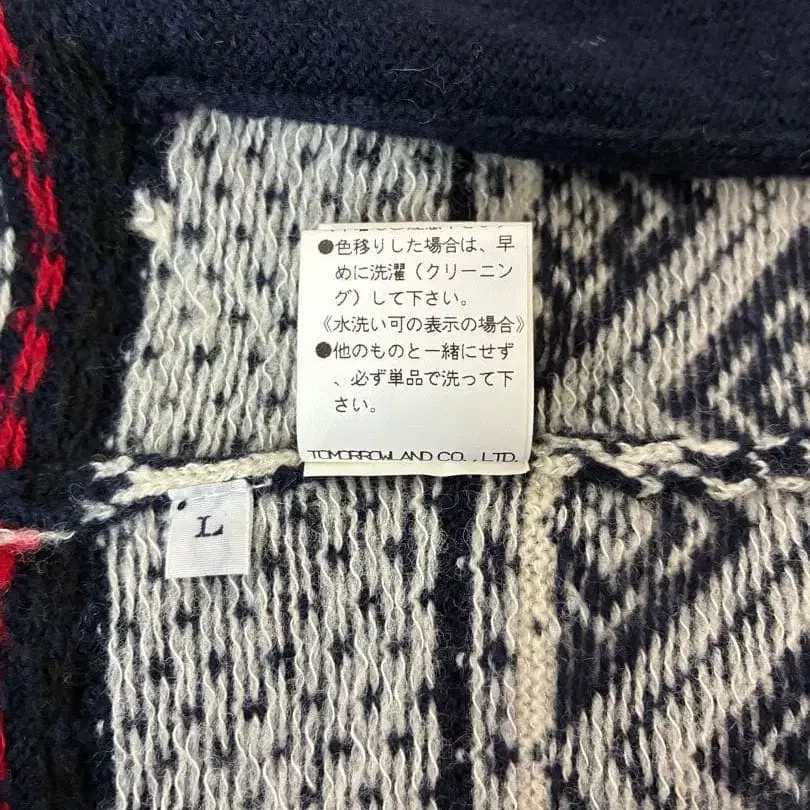 ●色移りした場合は、早
めに洗濯（クリーニン
グ）して下さい。
《水洗い可の表示の場合》
●他のものと一緒にせず
、必ず単品で洗って下
さい。
TOMORROWLAND CO.,LTD.
L